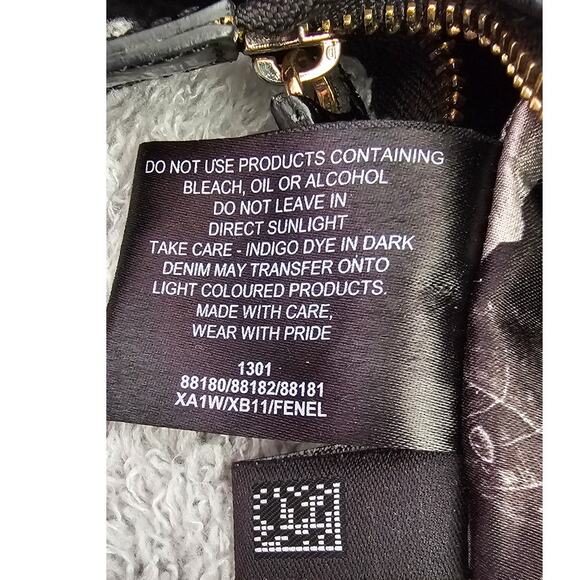 DO NOT USE PRODUCTS CONTAINING
BLEACH, OIL OR ALCOHOL
DO NOT LEAVE IN
DIRECT SUNLIGHT
TAKE CARE - INDIGO DYE IN DARK
DENIM MAY TRANSFER ONTO
LIGHT COLOURED PRODUCTS.
MADE WITH CARE,
WEAR WITH PRIDE
1301
88180/88182/88181
XA1W/XB11/FENEL